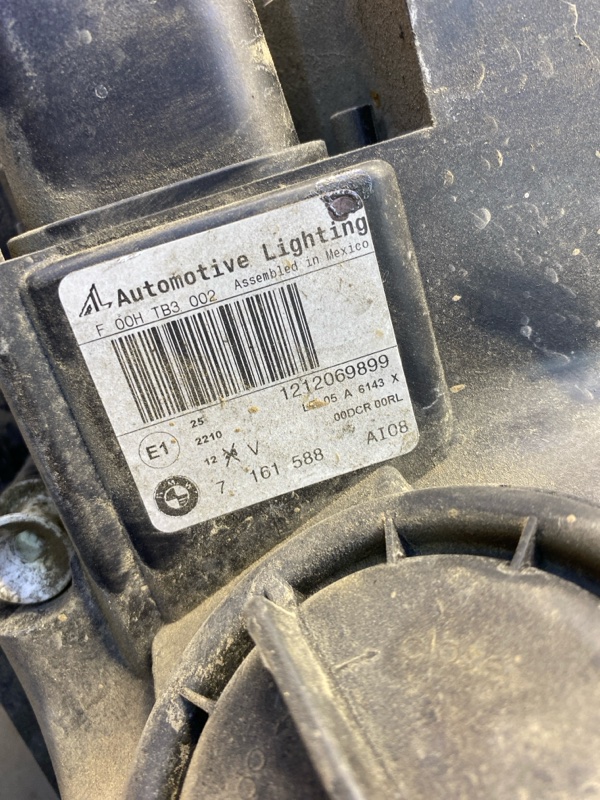 Automotive Lighting
F 00H TB3 002 Assembled in Mexico
1212069899
25
A 6143 X
E1
2210
00DCR 00RL
12 V
AI08
7 161 588